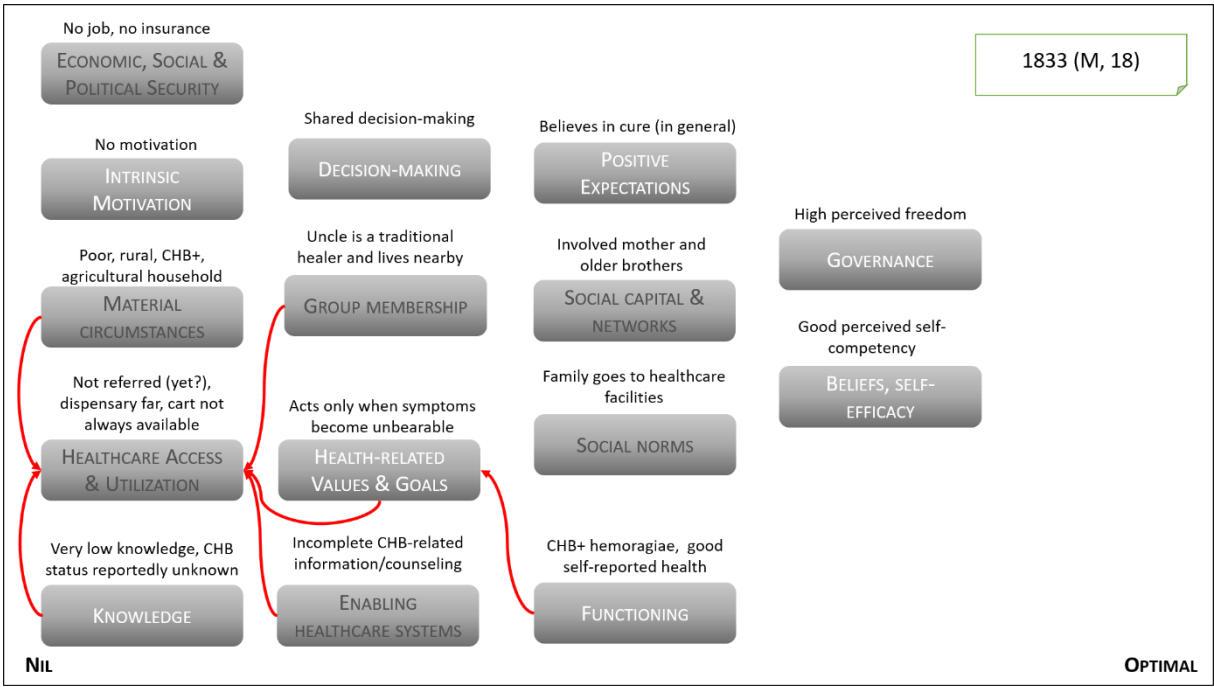 No job, no insurance
ECONOMIC, SOCIAL &
POLITICAL SECURITY
1833 (M, 18)
No motivation
INTRINSIC
MOTIVATION
Shared decision-making
DECISION-MAKING
Believes in cure (in general)
POSITIVE
EXPECTATIONS
High perceived freedom
GOVERNANCE
Poor, rural, CHB+,
agricultural household
MATERIAL
CIRCUMSTANCES
Uncle is a traditional
healer and lives nearby
GROUP MEMBERSHIP
Involved mother and
older brothers
SOCIAL CAPITAL &
NETWORKS
Good perceived self-
competency
BELIEFS, SELF-
EFFICACY
Not referred (yet?),
dispensary far, cart not
always available
HEALTHCARE ACCESS
& UTILIZATION
Acts only when symptoms
become unbearable
HEALTH-RELATED
VALUES & GOALS
Family goes to healthcare
facilities
SOCIAL NORMS
Very low knowledge, CHB
status reportedly unknown
KNOWLEDGE
Incomplete CHB-related
information/counseling
ENABLING
HEALTHCARE SYSTEMS
CHB+ hemoragiae, good
self-reported health
FUNCTIONING
NIL
OPTIMAL